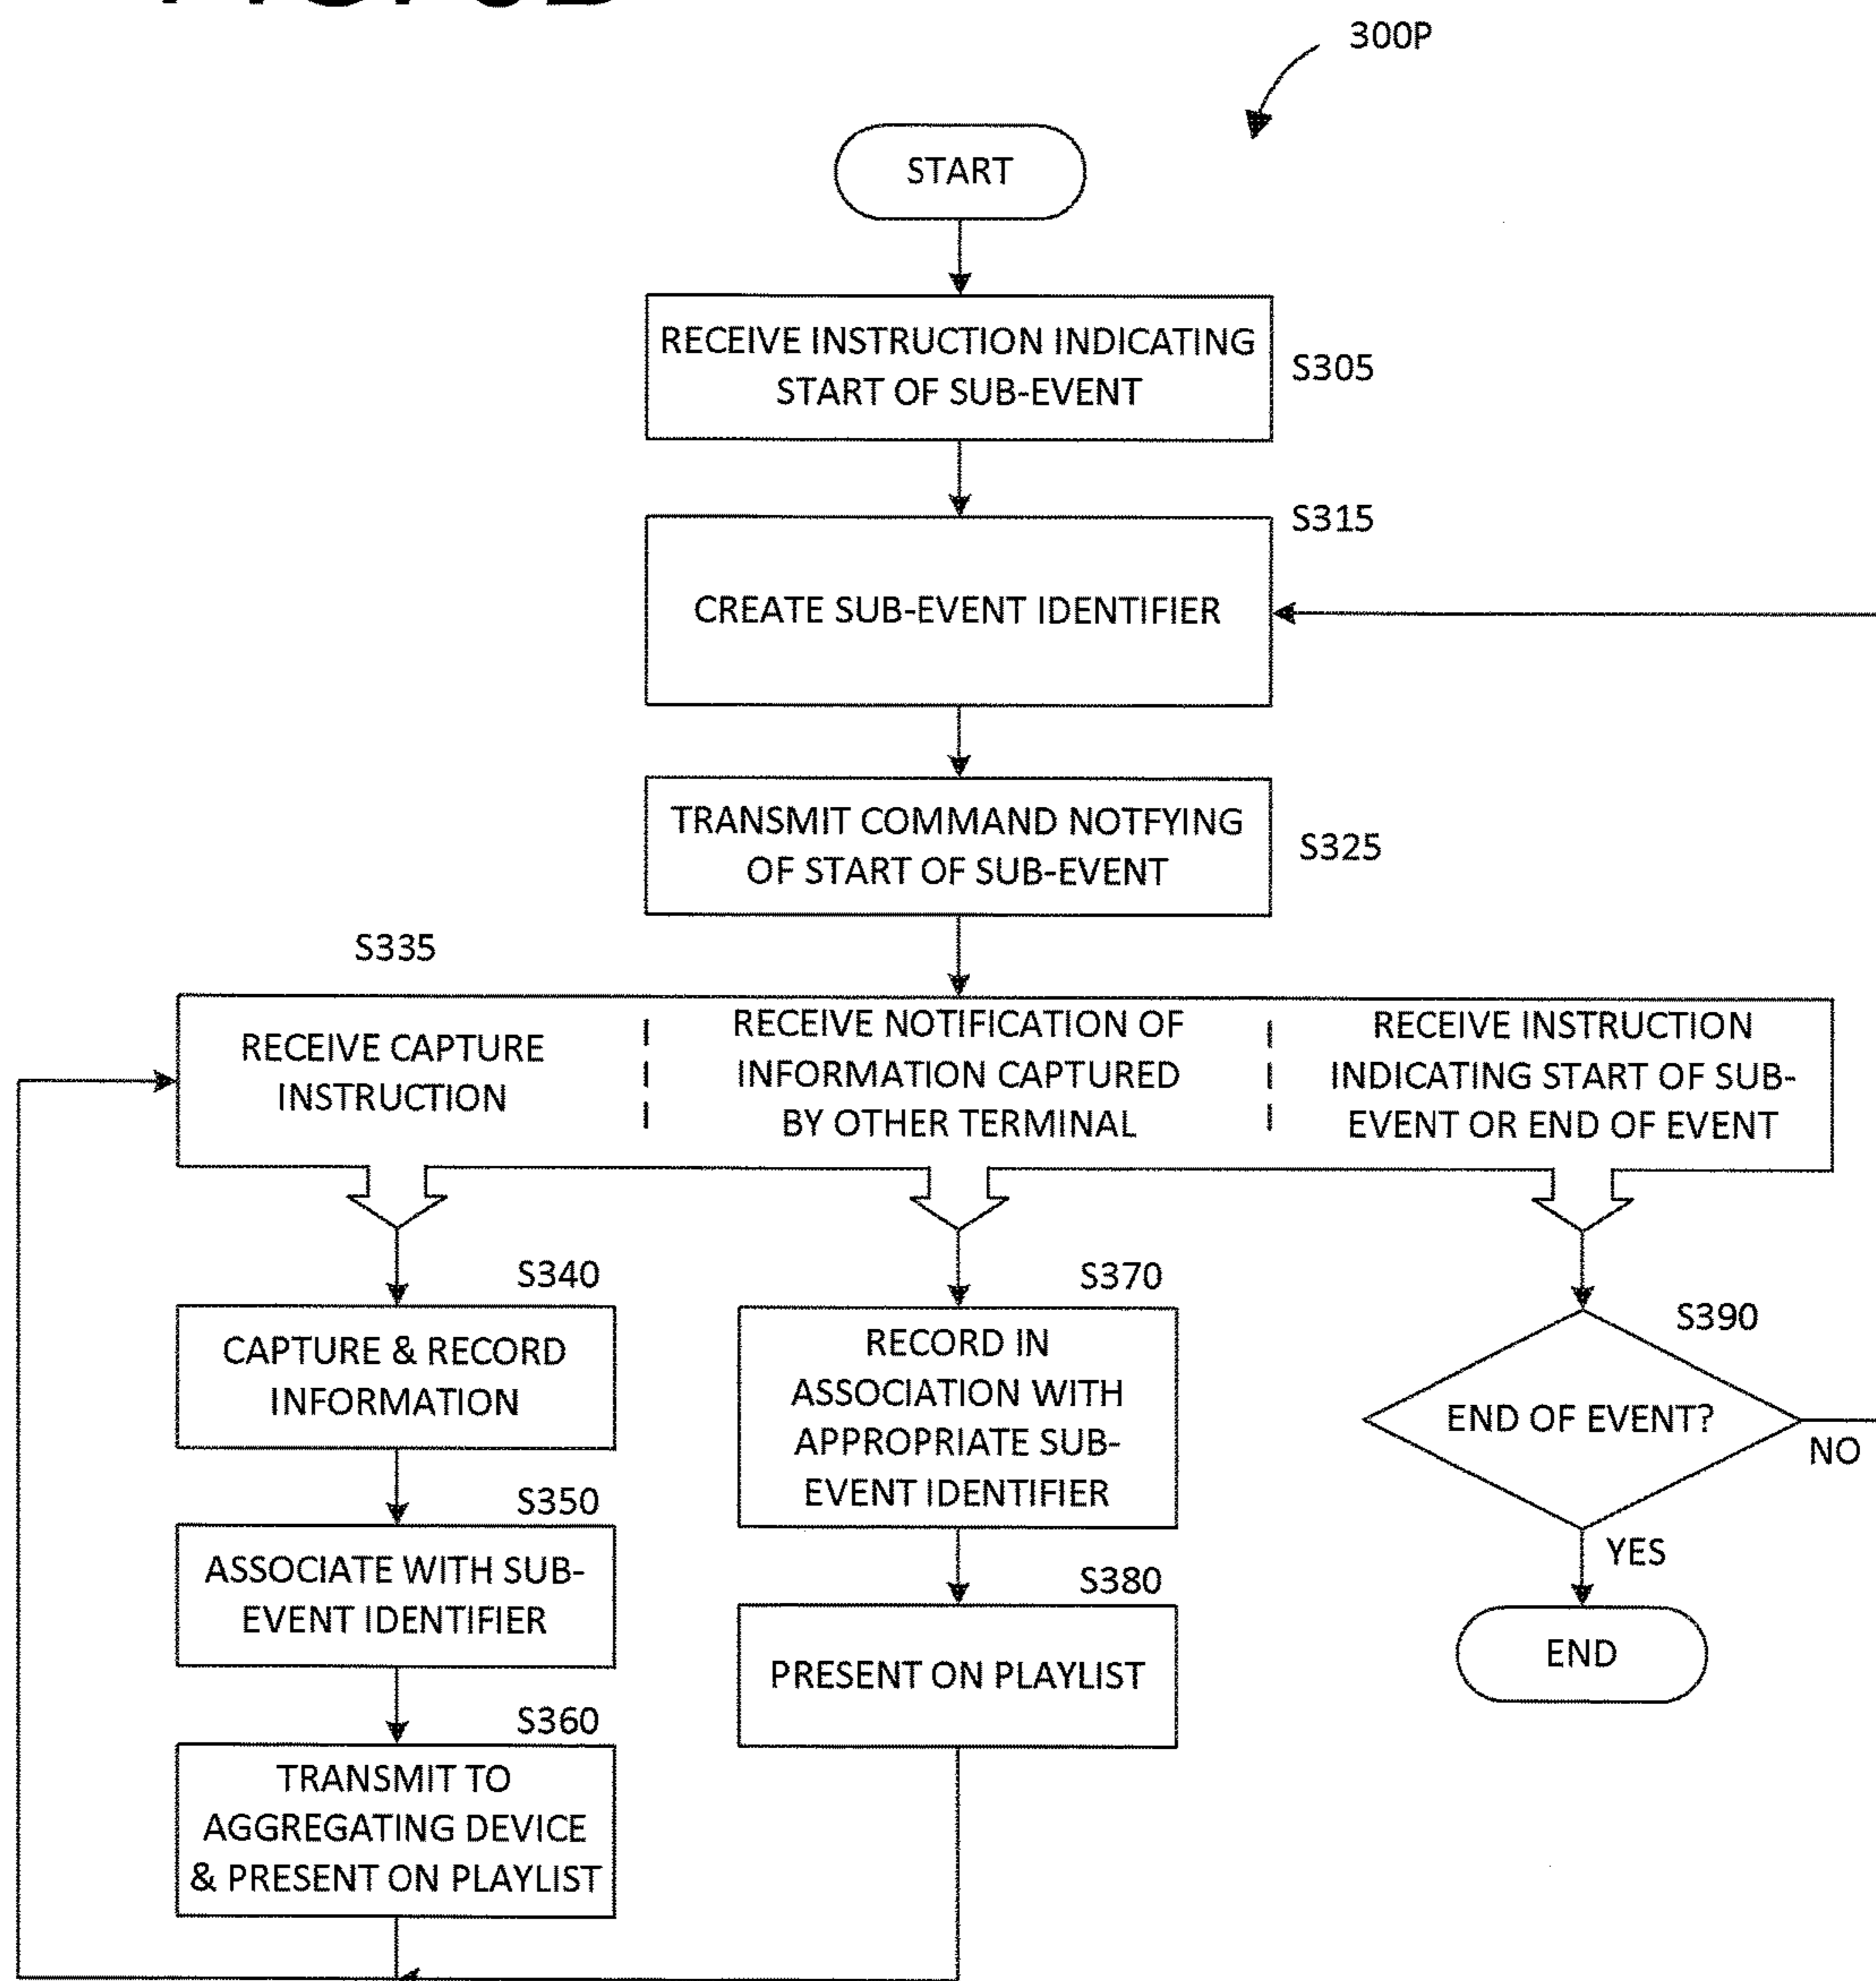 300P
START
RECEIVE INSTRUCTION INDICATING
START OF SUB-EVENT
S305
S315
CREATE SUB-EVENT IDENTIFIER
TRANSMIT COMMAND NOTFYING
OF START OF SUB-EVENT
S325
S335
RECEIVE CAPTURE
INSTRUCTION
RECEIVE NOTIFICATION OF
INFORMATION CAPTURED
BY OTHER TERMINAL
RECEIVE INSTRUCTION
INDICATING START OF SUB-
EVENT OR END OF EVENT
S340
CAPTURE & RECORD
INFORMATION
S350
ASSOCIATE WITH SUB-
EVENT IDENTIFIER
S360
TRANSMIT TO
AGGREGATING DEVICE
& PRESENT ON PLAYLIST
S370
RECORD IN
ASSOCIATION WITH
APPROPRIATE SUB-
EVENT IDENTIFIER
S380
PRESENT ON PLAYLIST
S390
END OF EVENT?
NO
YES
END